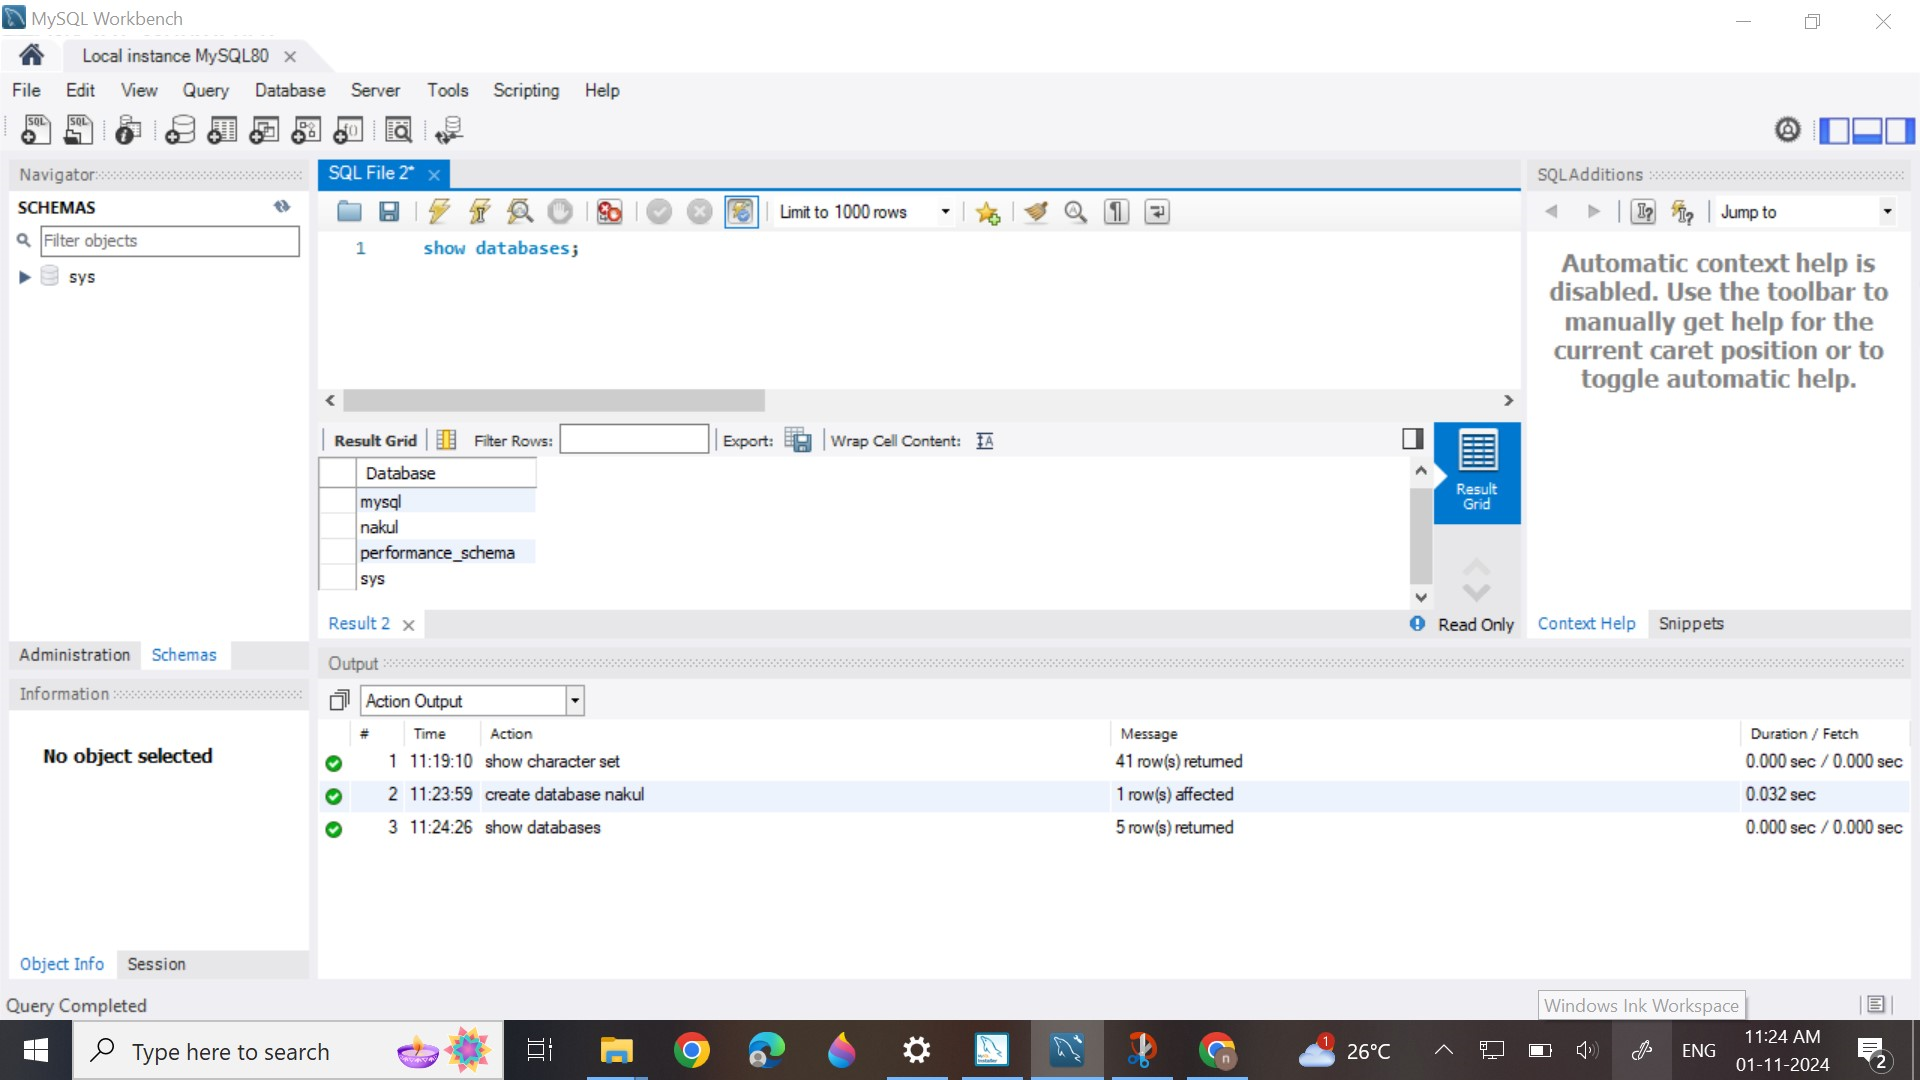 MySQL Workbench
Local instance MySQL80
File Edit View Query Database Server Tools Scripting Help
Navigator
SCHEMAS
Filter objects
sys
Administration Schemas
Information
No object selected
Object Info Session
SQL File 2*
Limit to 1000 rows
1 show databases;
Result Grid Filter Rows: Export: Wrap Cell Content:
Database
mysql
nakul
performance_schema
sys
Result
Grid
Result 2
Read Only
SQLAdditions
Jump to
Automatic context help is
disabled. Use the toolbar to
manually get help for the
current caret position or to
toggle automatic help.
Context Help Snippets
Output
Action Output
# Time Action Message Duration / Fetch
1 11:19:10 show character set 41 row(s) returned 0.000 sec / 0.000 sec
2 11:23:59 create database nakul 1 row(s) affected 0.032 sec
3 11:24:26 show databases 5 row(s) returned 0.000 sec / 0.000 sec
Query Completed
Windows Ink Workspace
Type here to search
1 26°C ENG 11:24 AM
01-11-2024
2